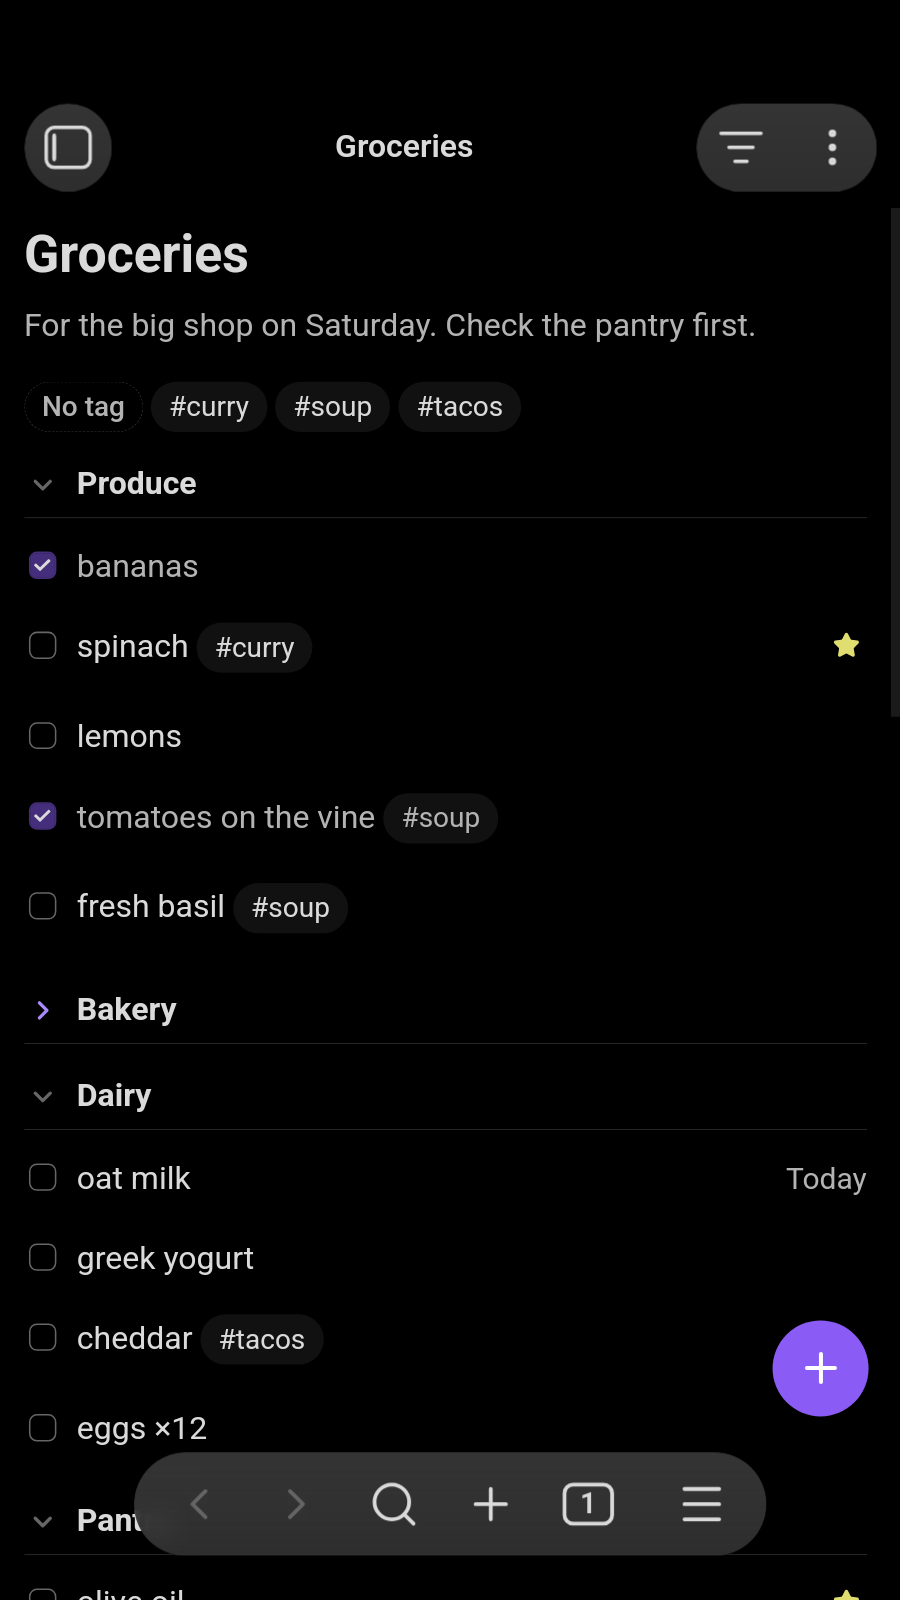 Groceries
Groceries
For the big shop on Saturday. Check the pantry first.
No tag #curry #soup #tacos
Produce
bananas
spinach #curry
lemons
tomatoes on the vine #soup
fresh basil #soup
Bakery
Dairy
oat milk Today
greek yogurt
cheddar #tacos
eggs ×12
1
olive oil